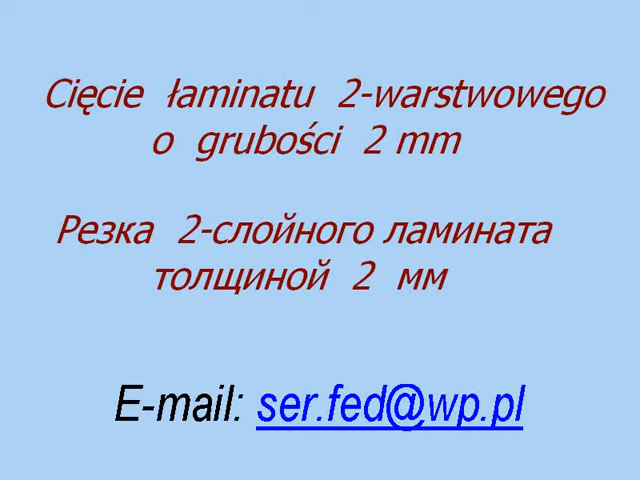 Cięcie łaminatu 2-warstwowego
o grubości 2 mm
Резка 2-слойного ламината
толщиной 2 мм
E-mail: ser.fed@wp.pl